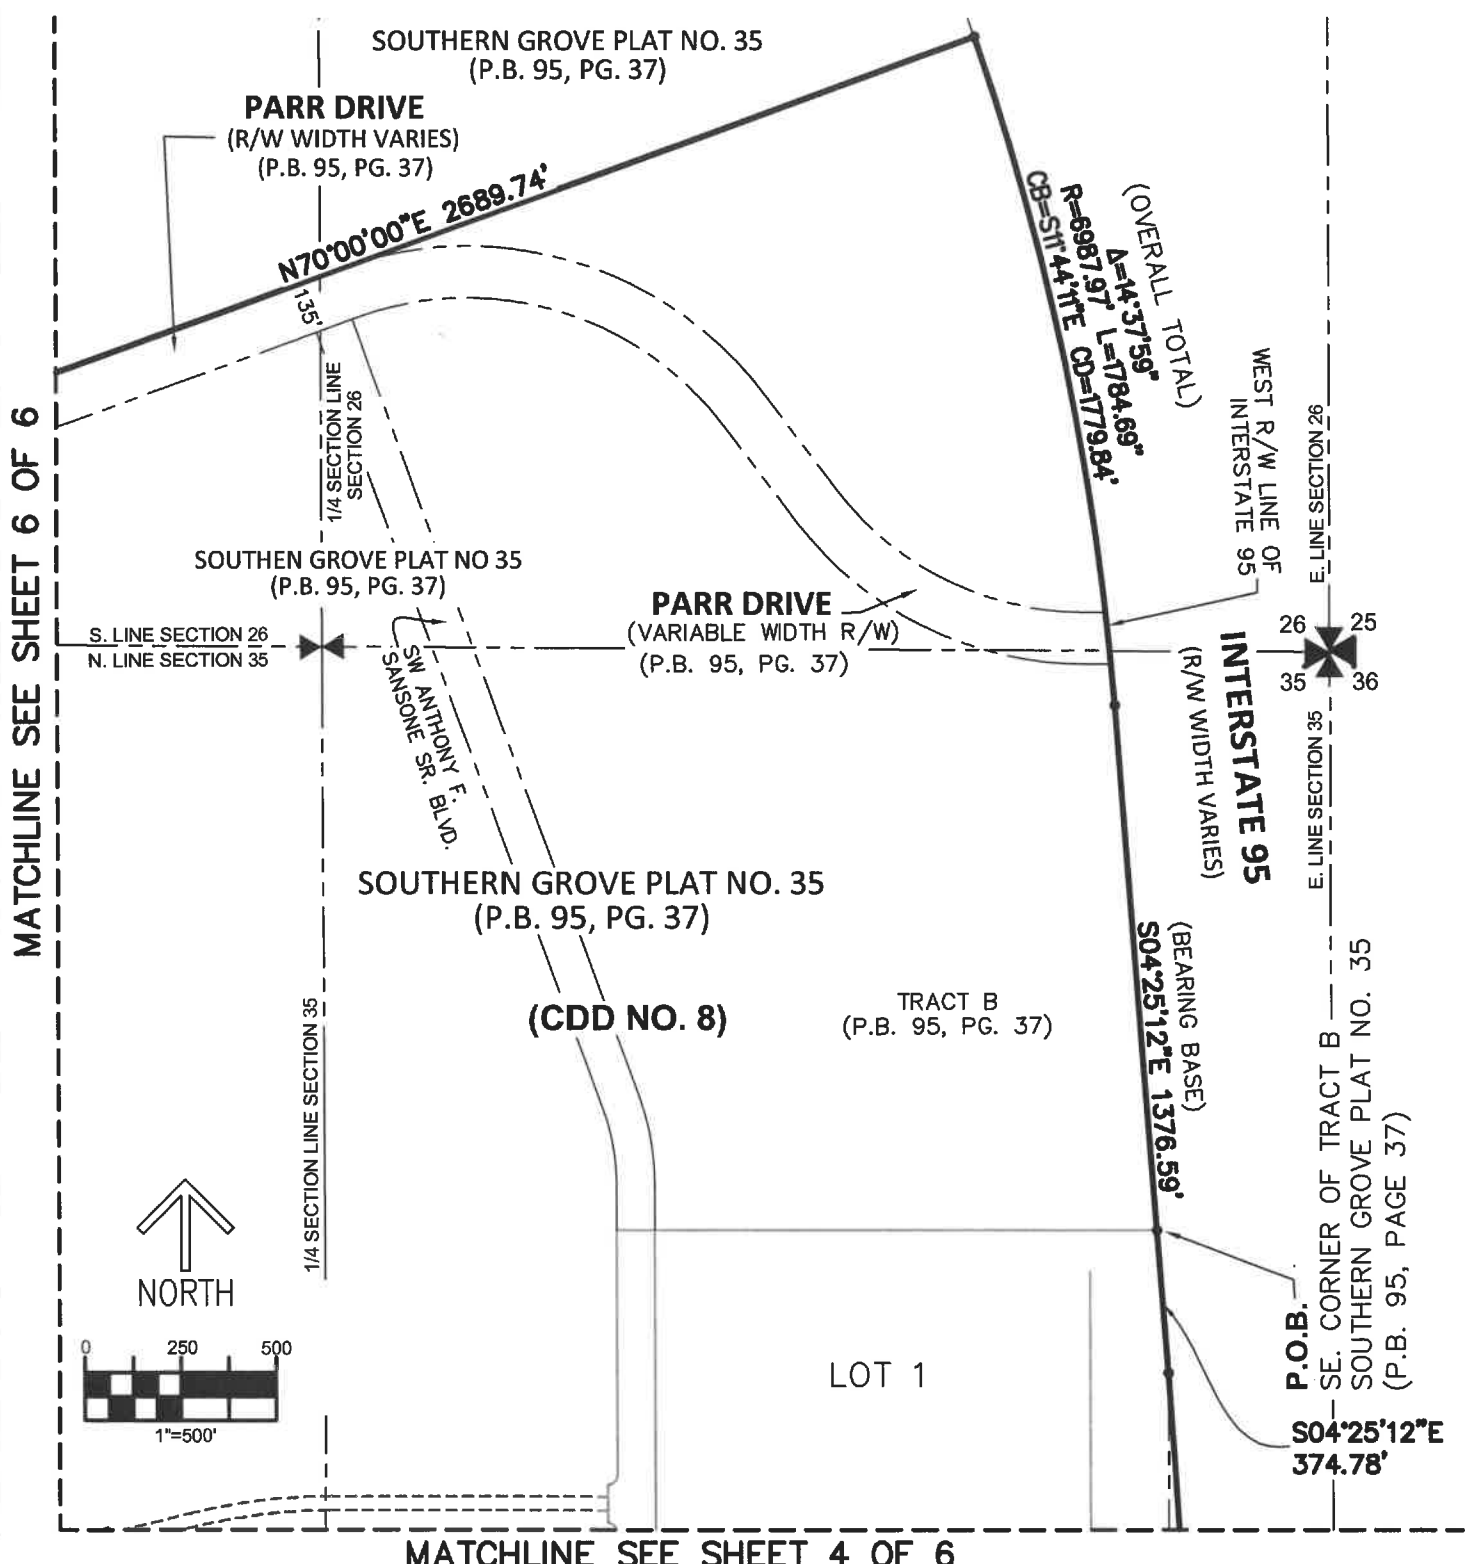 SOUTHERN GROVE PLAT NO. 35
(P.B. 95, PG. 37)
PARR DRIVE
(R/W WIDTH VARIES)
(P.B. 95, PG. 37)
N70°00'00"E 2689.74'
135'
(OVERALL TOTAL)
Δ=14°37'59"
R=6987.97' L=1784.69"
CB=S11°44'11"E CD=1779.84'
WEST R/W LINE OF
INTERSTATE 95
E. LINE SECTION 26
1/4 SECTION LINE
SECTION 26
MATCHLINE SEE SHEET 6 OF 6
SOUTHEN GROVE PLAT NO 35
(P.B. 95, PG. 37)
PARR DRIVE
(VARIABLE WIDTH R/W)
(P.B. 95, PG. 37)
S. LINE SECTION 26
N. LINE SECTION 35
26
25
35
36
SW ANTHONY F.
SANSONE SR. BLVD.
INTERSTATE 95
(R/W WIDTH VARIES)
E. LINE SECTION 35
SOUTHERN GROVE PLAT NO. 35
(P.B. 95, PG. 37)
(CDD NO. 8)
TRACT B
(P.B. 95, PG. 37)
(BEARING BASE)
S04°25'12"E 1376.59'
1/4 SECTION LINE SECTION 35
NORTH
0 250 500
1"=500'
LOT 1
P.O.B.
SE. CORNER OF TRACT B
SOUTHERN GROVE PLAT NO. 35
(P.B. 95, PAGE 37)
S04°25'12"E
374.78'
MATCHLINE SEE SHEET 4 OF 6